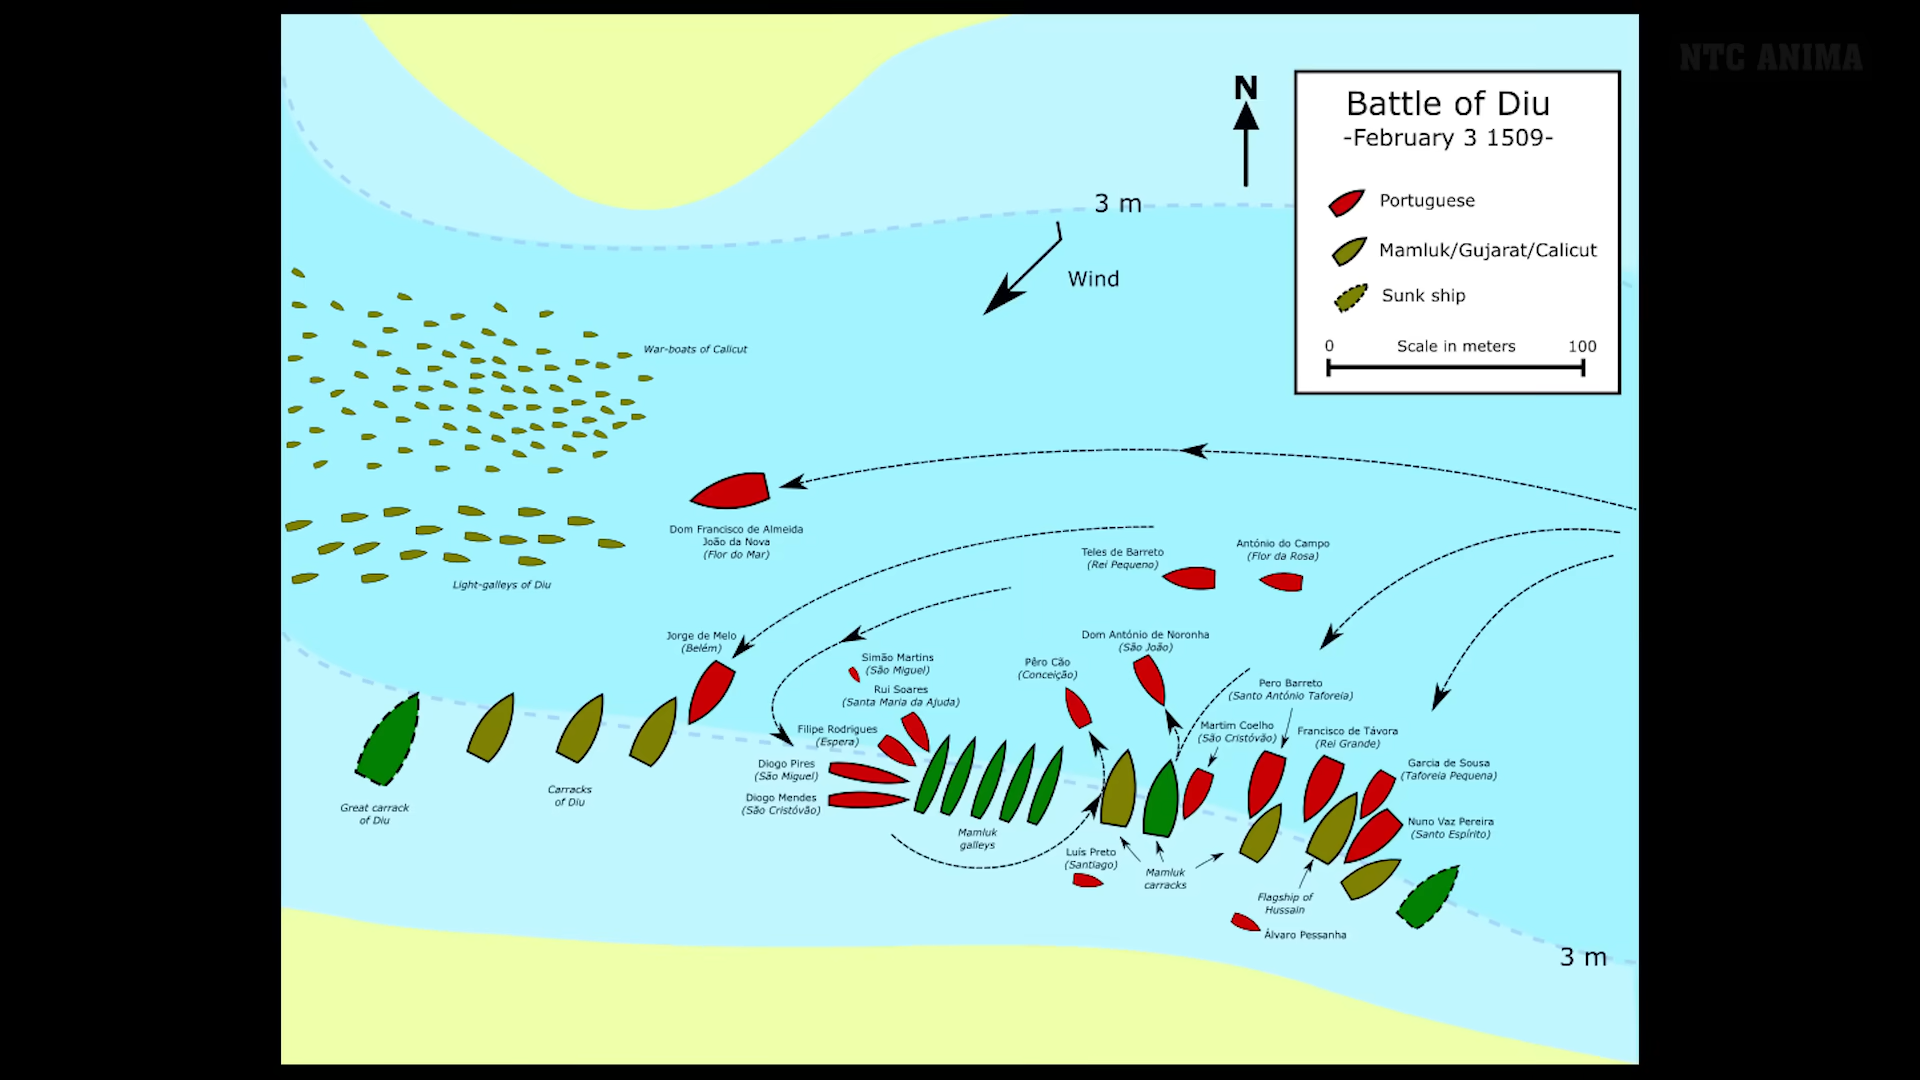 NTC ANIMA
N
Battle of Diu
-February 3 1509-
Portuguese
Mamluk/Gujarat/Calicut
Sunk ship
0 Scale in meters 100
3 m
Wind
War-boats of Calicut
Light-galleys of Diu
Dom Francisco de Almeida
João da Nova
(Flor do Mar)
Teles de Barreto
(Rei Pequeno)
António do Campo
(Flor da Rosa)
Jorge de Melo
(Belém)
Simão Martins
(São Miguel)
Rui Soares
(Santa Maria da Ajuda)
Filipe Rodrigues
(Espera)
Diogo Pires
(São Miguel)
Diogo Mendes
(São Cristóvão)
Pêro Cão
(Conceição)
Dom António de Noronha
(São João)
Pero Barreto
(Santo António Taforeia)
Martim Coelho
(São Cristóvão)
Francisco de Távora
(Rei Grande)
Garcia de Sousa
(Taforeia Pequena)
Nuno Vaz Pereira
(Santo Espírito)
Great carrack
of Diu
Carracks
of Diu
Mamluk
galleys
Luís Preto
(Santiago)
Mamluk
carracks
Flagship of
Hussain
Álvaro Pessanha
3 m